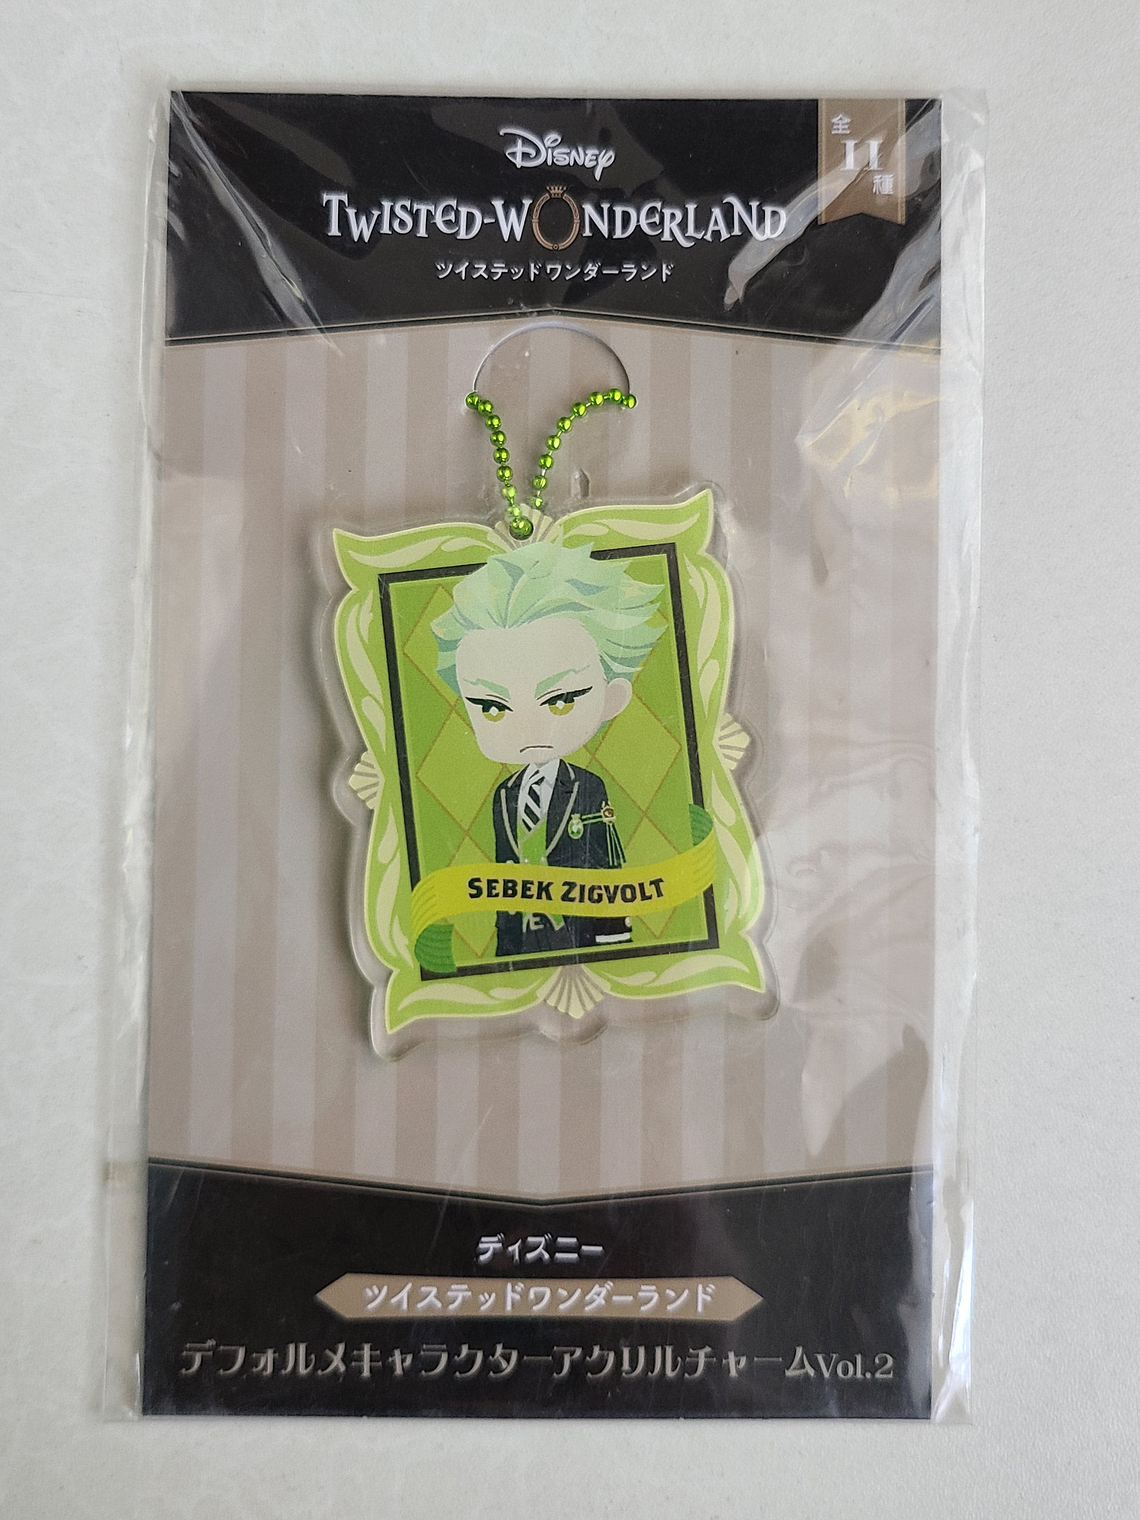 Disney
TWISTED-WONDERLAND
ツイステッドワンダーランド
全
11
種
SEBEK ZIGVOLT
ディズニー
ツイステッドワンダーランド
デフォルメキャラクターアクリルチャームVol.2